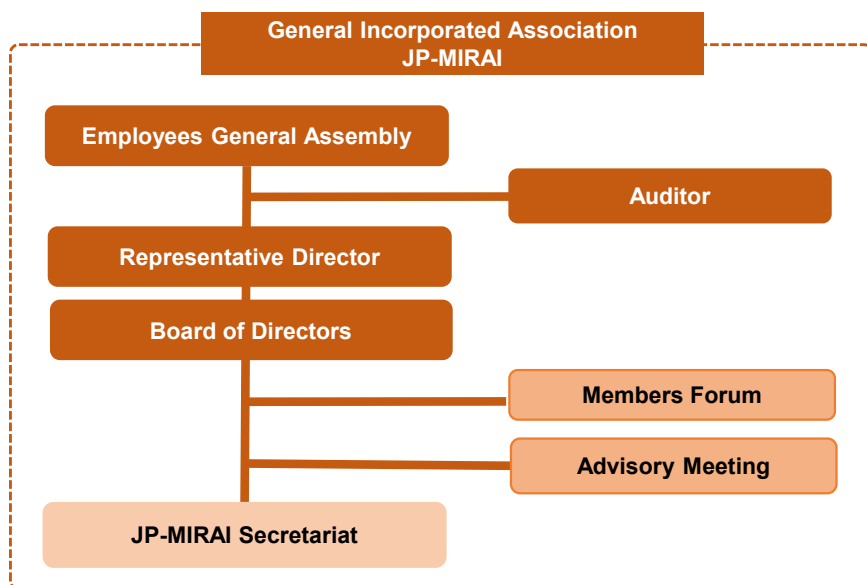 General Incorporated Association
JP-MIRAI
Employees General Assembly
Auditor
Representative Director
Board of Directors
Members Forum
Advisory Meeting
JP-MIRAI Secretariat